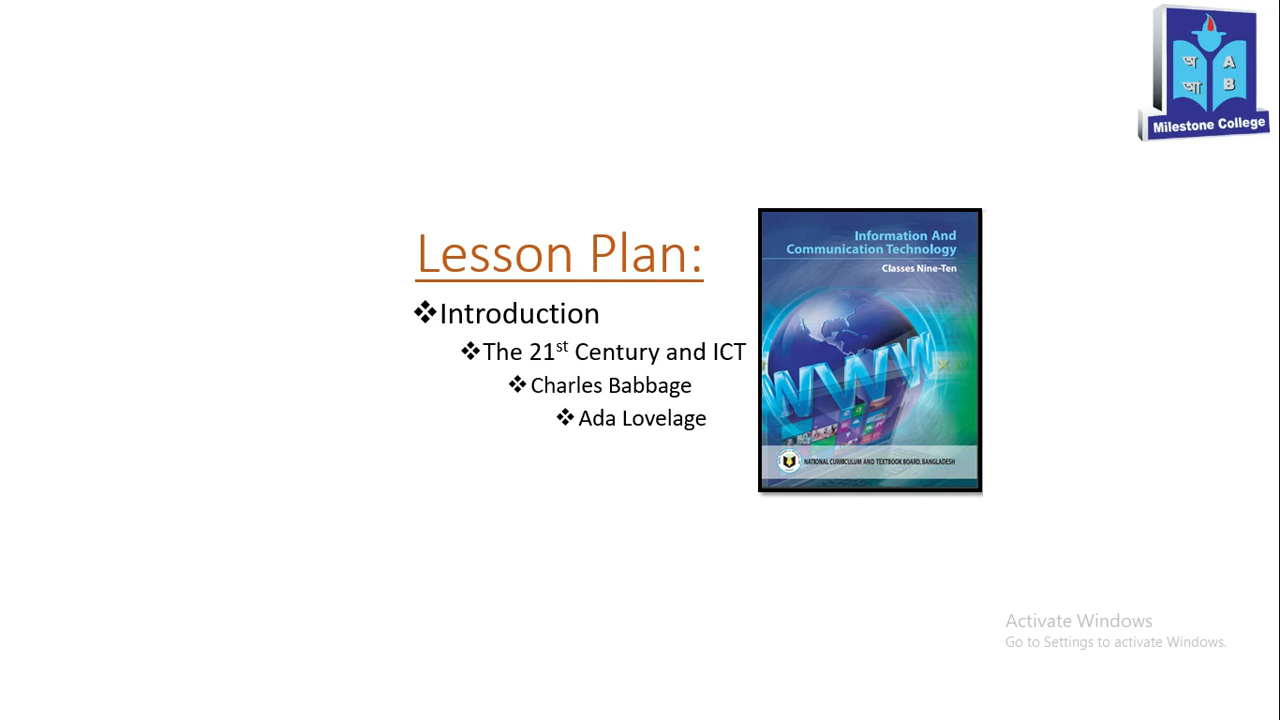 অ A
আ B
Milestone College
Lesson Plan:
❖Introduction
❖The 21st Century and ICT
❖Charles Babbage
❖Ada Lovelage
Information And
Communication Technology
Classes Nine-Ten
WWW
NATIONAL CURRICULUM AND TEXTBOOK BOARD, BANGLADESH
Activate Windows
Go to Settings to activate Windows.